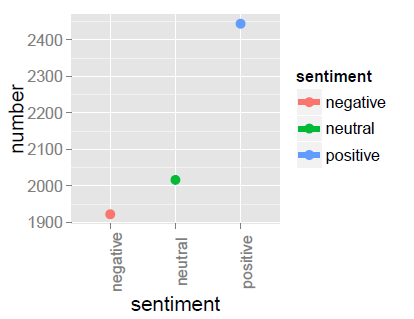 number
2400
2300
2200
2100
2000
1900
negative
neutral
positive
sentiment
sentiment
negative
neutral
positive